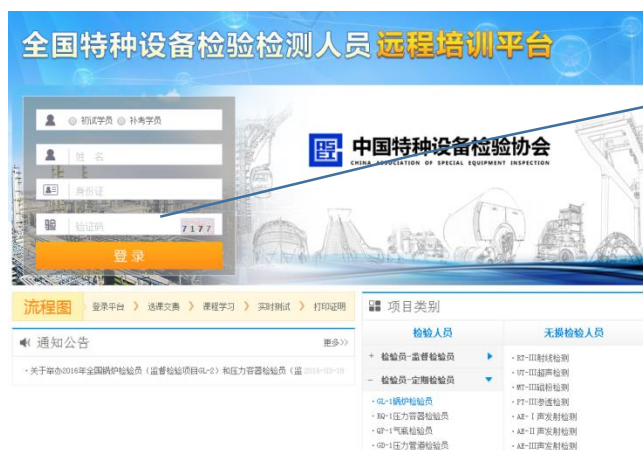 全国特种设备检验检测人员远程培训平台
初试学员 补考学员
姓 名
身份证
验证码 7177
登 录
中国特种设备检验协会
CHINA ASSOCIATION OF SPECIAL EQUIPMENT INSPECTION
流程图 登录平台 》 选课交费 》 课程学习 》 实时测试 》 打印证明
通知公告 更多>>
·关于举办2016年全国锅炉检验员（监督检验项目GL-2）和压力容器检验员（监 2016-03-18
项目类别
检验人员 无损检验人员
+ 检验员-监督检验员
- 检验员-定期检验员
·GL-1锅炉检验员
·RQ-1压力容器检验员
·QP-1气瓶检验员
·GD-1压力管道检验员
·RT-III射线检测
·UT-III超声检测
·MT-III磁粉检测
·PT-III渗透检测
·AE-Ⅰ声发射检测
·AE-II声发射检测
·AE-III声发射检测